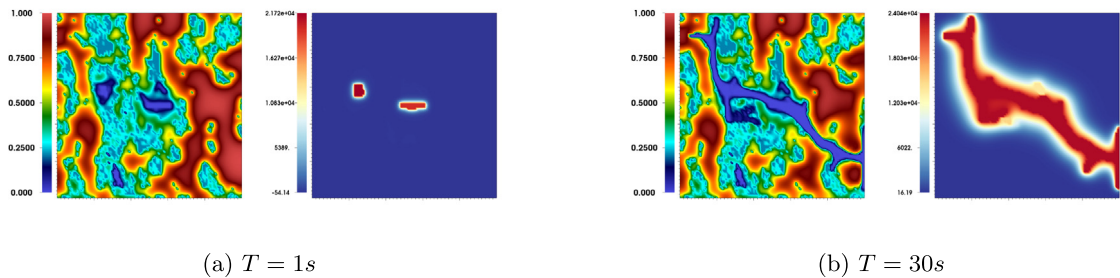 1.000
0.7500
0.5000
0.2500
0.000
2.172e+04
1.627e+04
1.083e+04
5389.
-54.14
1.000
0.7500
0.5000
0.2500
0.000
2.404e+04
1.803e+04
1.203e+04
6022.
16.19
(a) T = 1s
(b) T = 30s